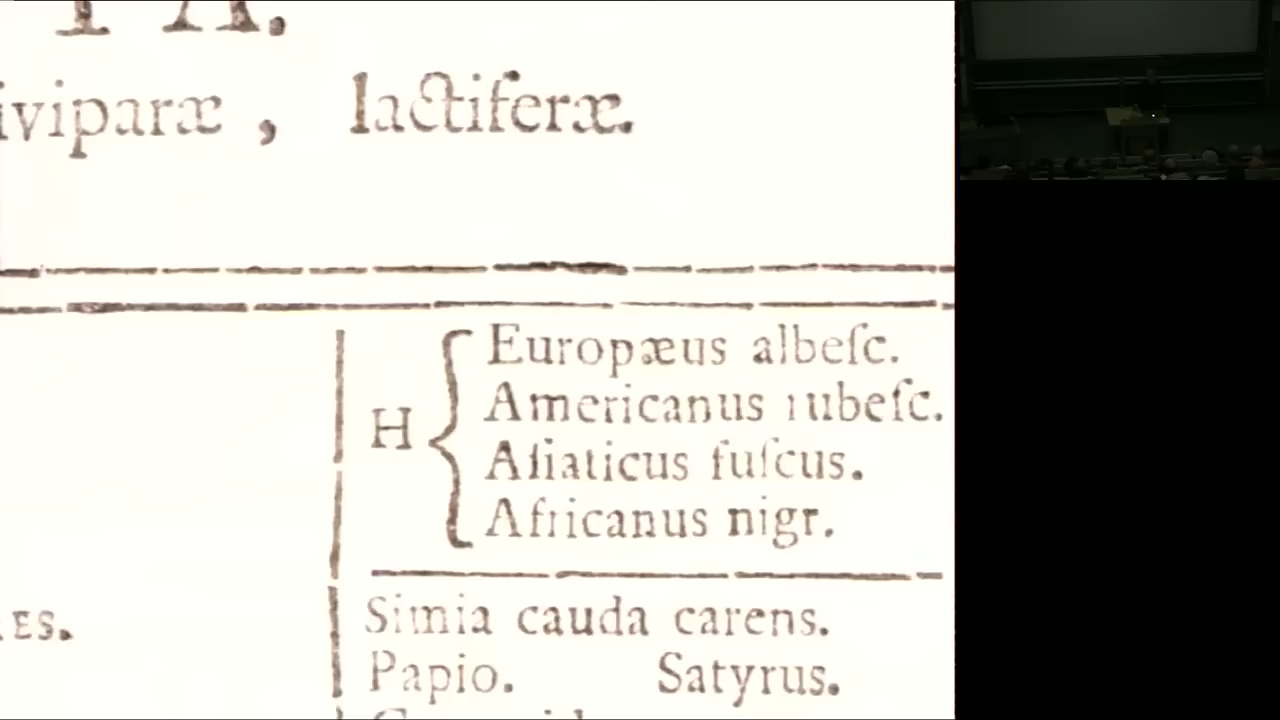 iviparæ, lactiferæ.
H
Europæus albeſc.
Americanus rubeſc.
Aſiaticus fuſcus.
Africanus nigr.
Simia cauda carens.
ES.
Papio. Satyrus.